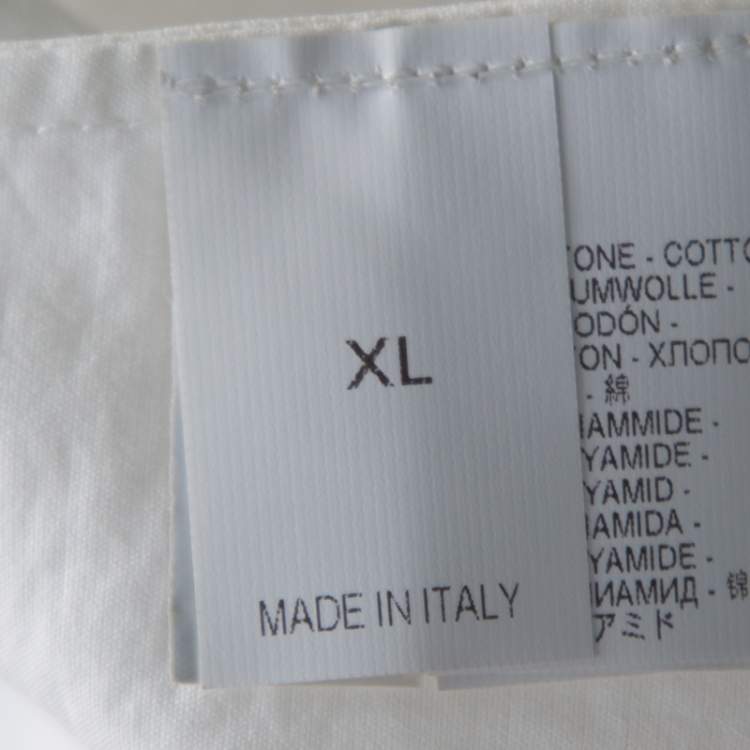 XL
MADE IN ITALY
TONE - COTTO
UMWOLLE -
ODÓN -
TON - ХЛОПО
- 綿
IAMMIDE -
YAMIDE -
YAMID -
IAMIDA -
YAMIDE -
ИАМИД - 锦
アミド